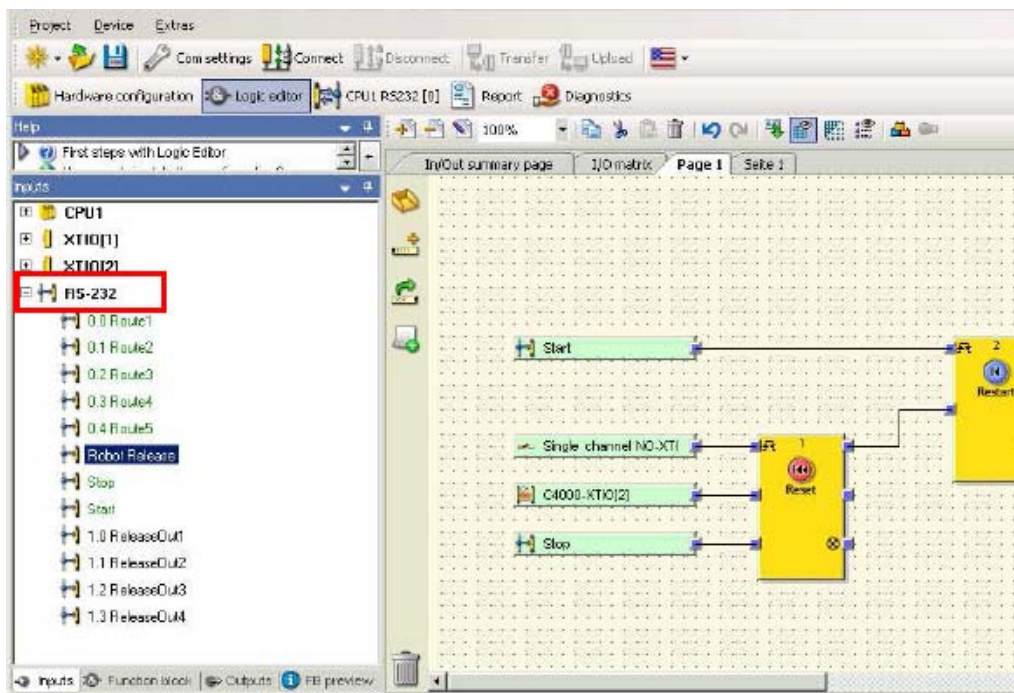 Project Device Extras
Com settings Connect Disconnect Transfer Upload
Hardware configuration Logic editor CPU1 RS232 [0] Report Diagnostics
Help
100%
First steps with Logic Editor
In/Out summary page I/O matrix Page 1 Seite 1
Inputs
CPU1
XTIO[1]
XTIO[2]
RS-232
0.0 Route1
0.1 Route2
0.2 Route3
0.3 Route4
0.4 Route5
Robot Release
Stop
Start
1.0 ReleaseOut1
1.1 ReleaseOut2
1.2 ReleaseOut3
1.3 ReleaseOut4
Start
2
Restart
Single channel NO-XTI
1
Reset
C4000-XTIO[2]
Stop
Inputs Function block Outputs FB preview